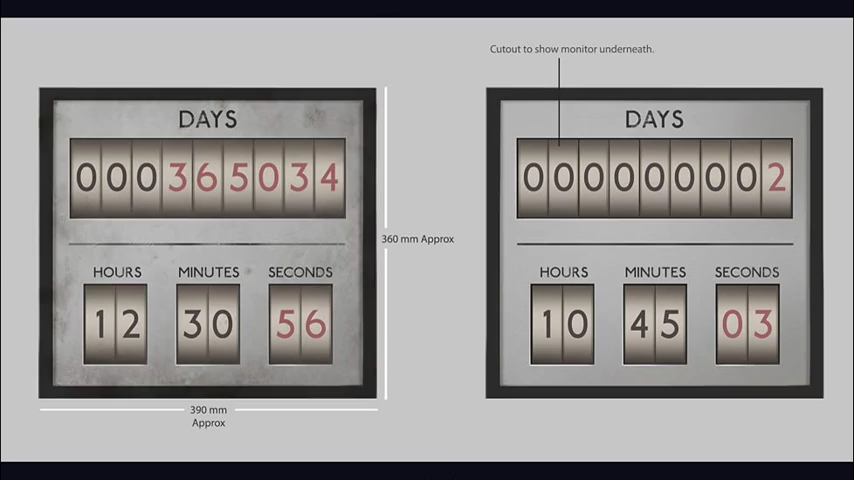 Cutout to show monitor underneath.
DAYS
000365034
HOURS MINUTES SECONDS
12 30 56
360 mm Approx
390 mm
Approx
DAYS
000000002
HOURS MINUTES SECONDS
10 45 03